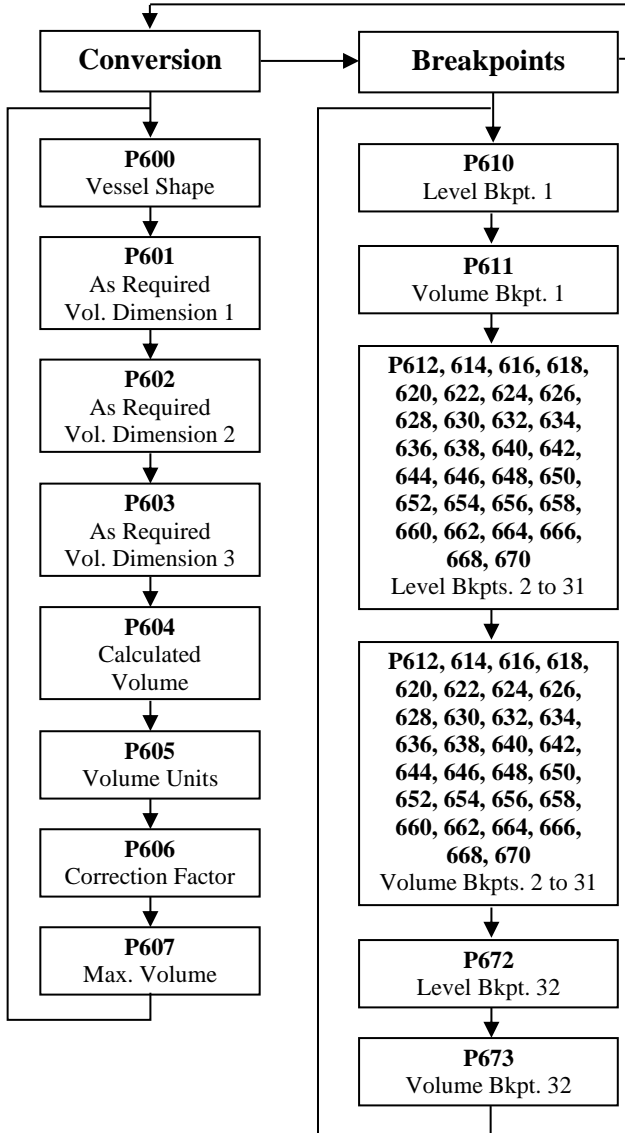 Conversion
Breakpoints
P600
Vessel Shape
P601
As Required
Vol. Dimension 1
P602
As Required
Vol. Dimension 2
P603
As Required
Vol. Dimension 3
P604
Calculated
Volume
P605
Volume Units
P606
Correction Factor
P607
Max. Volume
P610
Level Bkpt. 1
P611
Volume Bkpt. 1
P612, 614, 616, 618,
620, 622, 624, 626,
628, 630, 632, 634,
636, 638, 640, 642,
644, 646, 648, 650,
652, 654, 656, 658,
660, 662, 664, 666,
668, 670
Level Bkpts. 2 to 31
P612, 614, 616, 618,
620, 622, 624, 626,
628, 630, 632, 634,
636, 638, 640, 642,
644, 646, 648, 650,
652, 654, 656, 658,
660, 662, 664, 666,
668, 670
Volume Bkpts. 2 to 31
P672
Level Bkpt. 32
P673
Volume Bkpt. 32